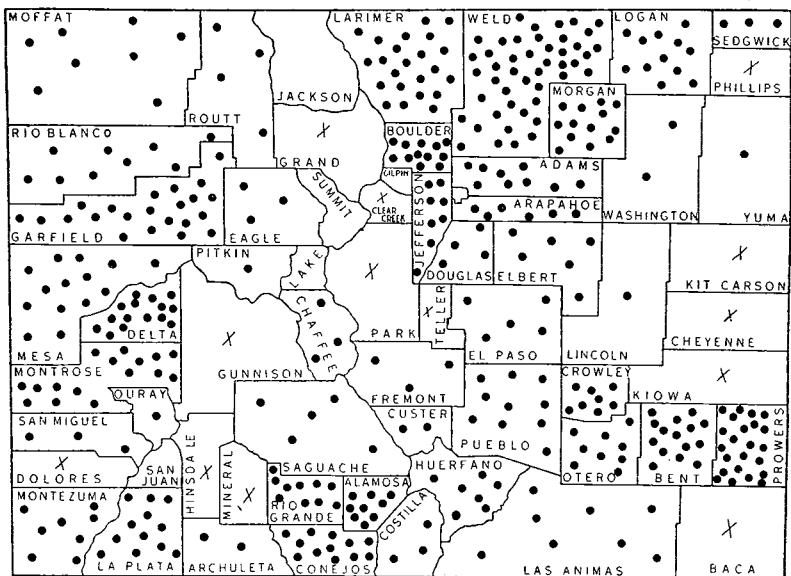 MOFFAT
LARIMER
WELD
LOGAN
SEDGWICK
PHILLIPS
JACKSON
MORGAN
ROUTT
RIO BLANCO
BOULDER
GRAND
GILPIN
ADAMS
SUMMIT
CLEAR
CREEK
JEFFERSON
ARAPAHOE
WASHINGTON
YUMA
GARFIELD
EAGLE
PITKIN
LAKE
DOUGLAS
ELBERT
KIT CARSON
DELTA
CHAFFEE
PARK
TELLER
CHEYENNE
MESA
GUNNISON
EL PASO
LINCOLN
MONTROSE
CROWLEY
KIOWA
OURAY
FREMONT
CUSTER
SAN MIGUEL
PUEBLO
PROWERS
DOLORES
SAN
JUAN
HINSDALE
MINERAL
SAGUACHE
HUERFANO
OTERO
BENT
MONTEZUMA
RIO
GRANDE
ALAMOSA
COSTILLA
LA PLATA
ARCHULETA
CONEJOS
LAS ANIMAS
BACA